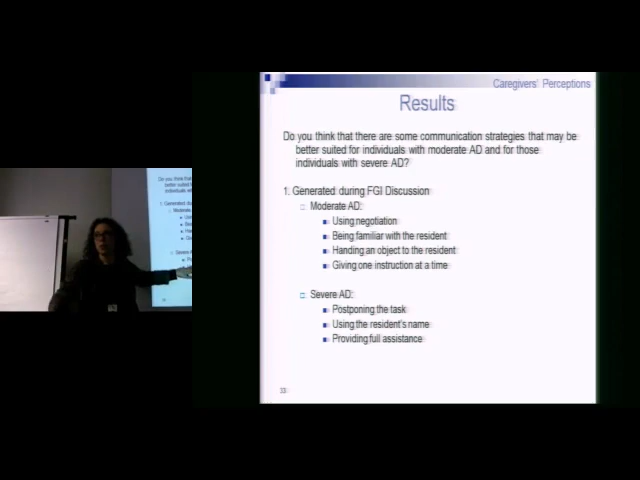 Caregivers' Perceptions
Results
Do you think that there are some communication strategies that may be
better suited for individuals with moderate AD and for those
individuals with severe AD?
1. Generated during FGI Discussion
Moderate AD:
Using negotiation
Being familiar with the resident
Handing an object to the resident
Giving one instruction at a time
Severe AD:
Postponing the task
Using the resident's name
Providing full assistance
33